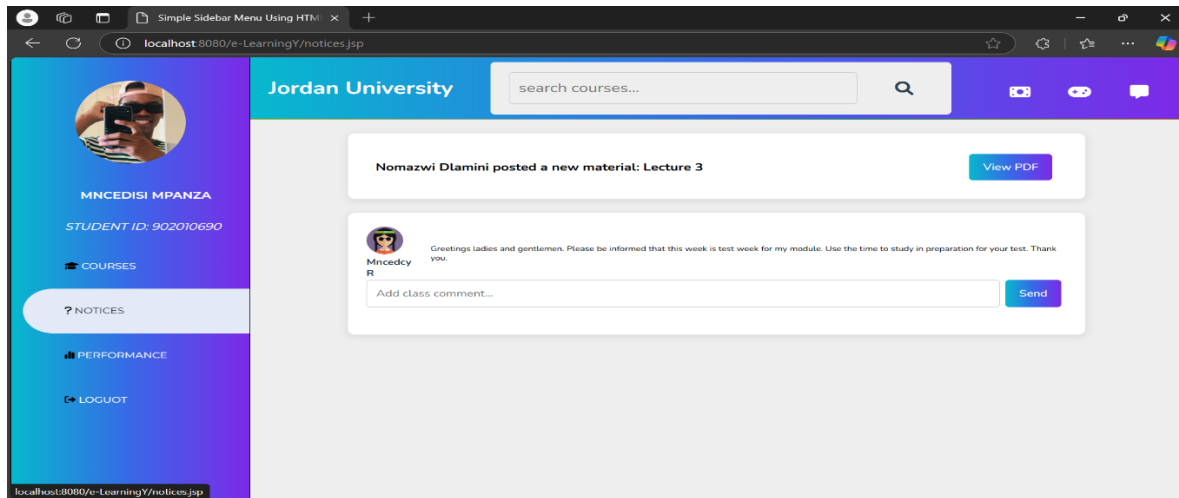 Simple Sidebar Menu Using HTM
localhost:8080/e-LearningY/notices.jsp
Jordan University
search courses...
Nomazwi Dlamini posted a new material: Lecture 3
View PDF
MNCEDISI MPANZA
STUDENT ID: 902010690
COURSES
? NOTICES
PERFORMANCE
LOGUOT
Greetings ladies and gentlemen. Please be informed that this week is test week for my module. Use the time to study in preparation for your test. Thank
you.
Mncedcy
R
Add class comment...
Send
localhost:8080/e-LearningY/notices.jsp